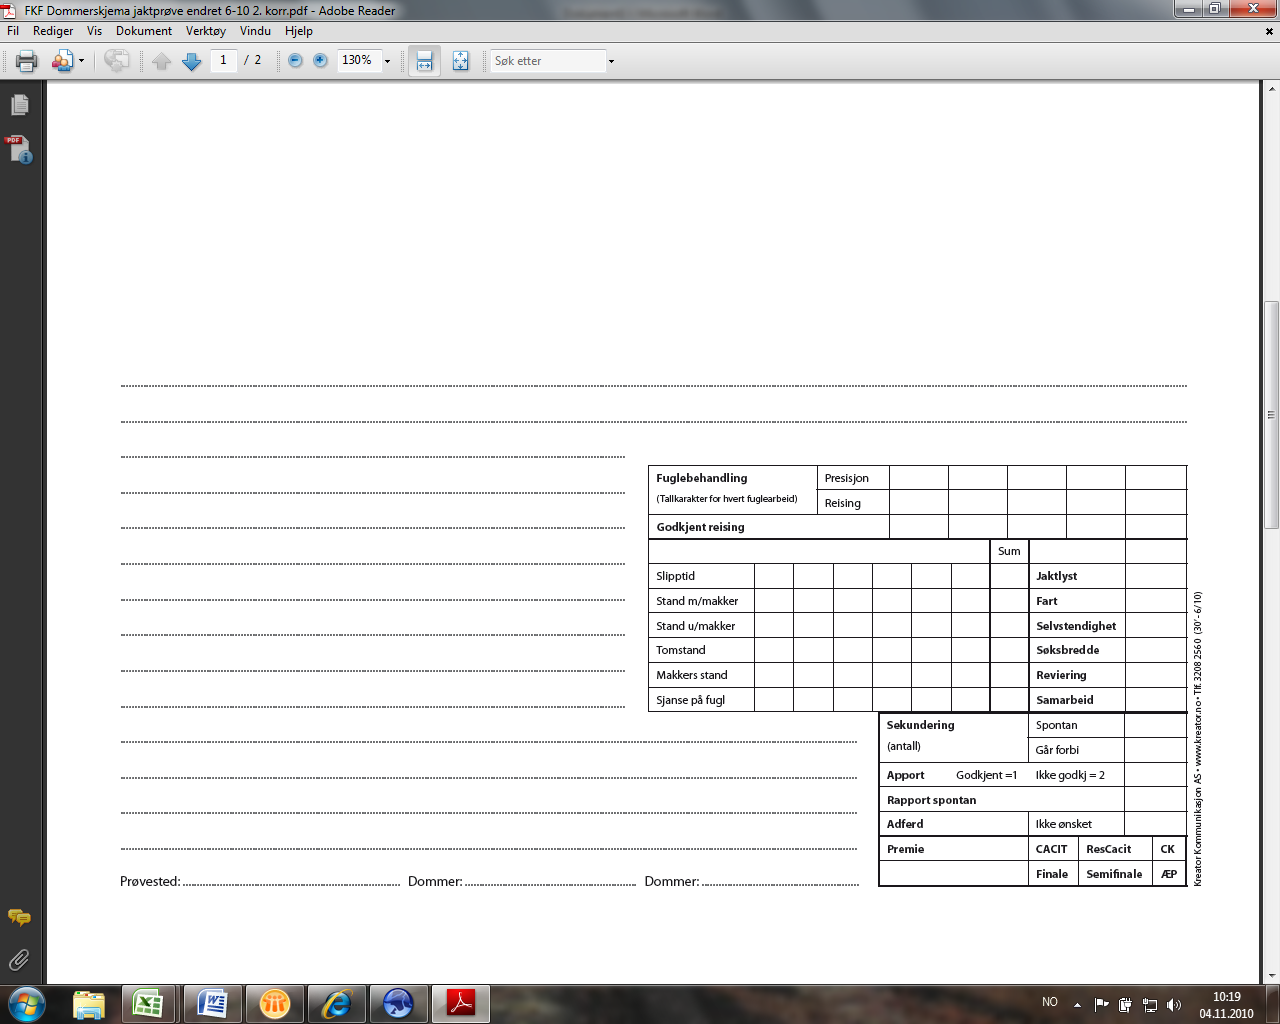 FKF Dommerskjema jaktprøve endret 6-10 2. korr.pdf - Adobe Reader
Fil Rediger Vis Dokument Verktøy Vindu Hjelp
1 / 2 130% Søk etter
Fuglebehandling Presisjon
(Tallkarakter for hvert fuglearbeid) Reising
Godkjent reising
Sum
Slipptid Jaktlyst
Stand m/makker Fart
Stand u/makker Selvstendighet
Tomstand Søksbredde
Makkers stand Reviering
Sjanse på fugl Samarbeid
Sekundering Spontan
(antall) Går forbi
Apport Godkjent =1 Ikke godkj = 2
Rapport spontan
Adferd Ikke ønsket
Premie CACIT ResCacit CK
Finale Semifinale ÆP
Prøvested: Dommer: Dommer:
Kreator Kommunikasjon AS • www.kreator.no • Tlf. 3208 2560 (30'- 6/10)
NO 10:19
04.11.2010